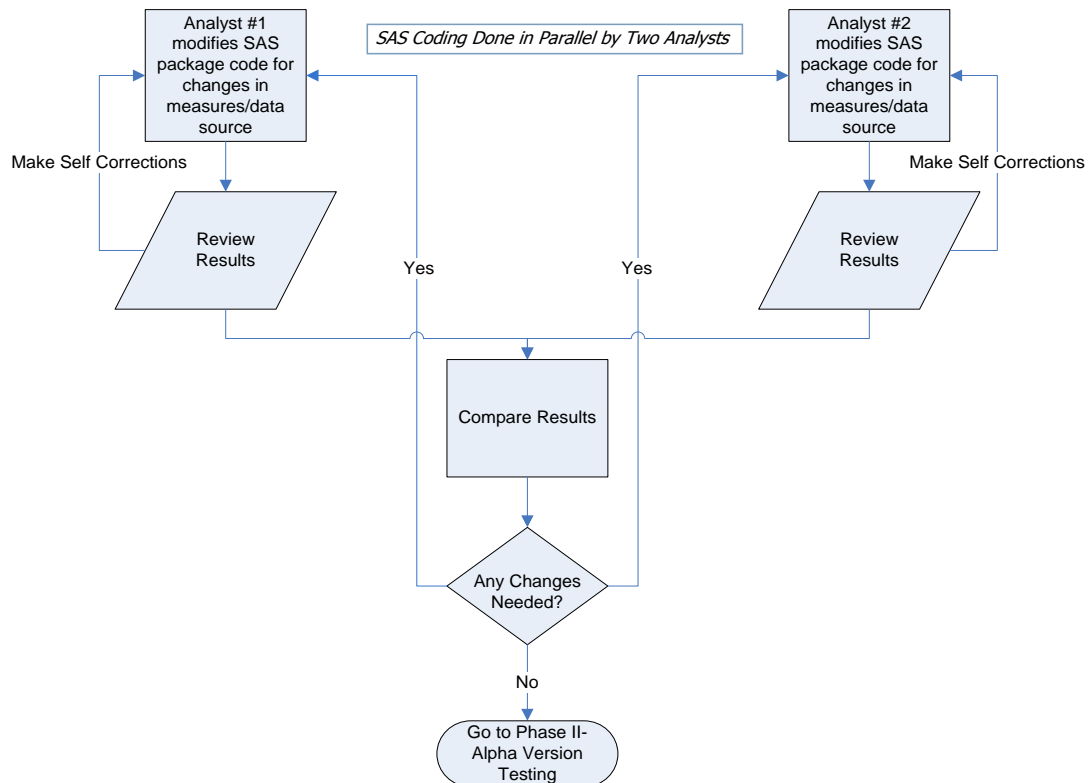 Analyst #1
modifies SAS
package code for
changes in
measures/data
source
SAS Coding Done in Parallel by Two Analysts
Analyst #2
modifies SAS
package code for
changes in
measures/data
source
Make Self Corrections
Make Self Corrections
Review
Results
Review
Results
Yes
Yes
Compare Results
Any Changes
Needed?
No
Go to Phase II-
Alpha Version
Testing